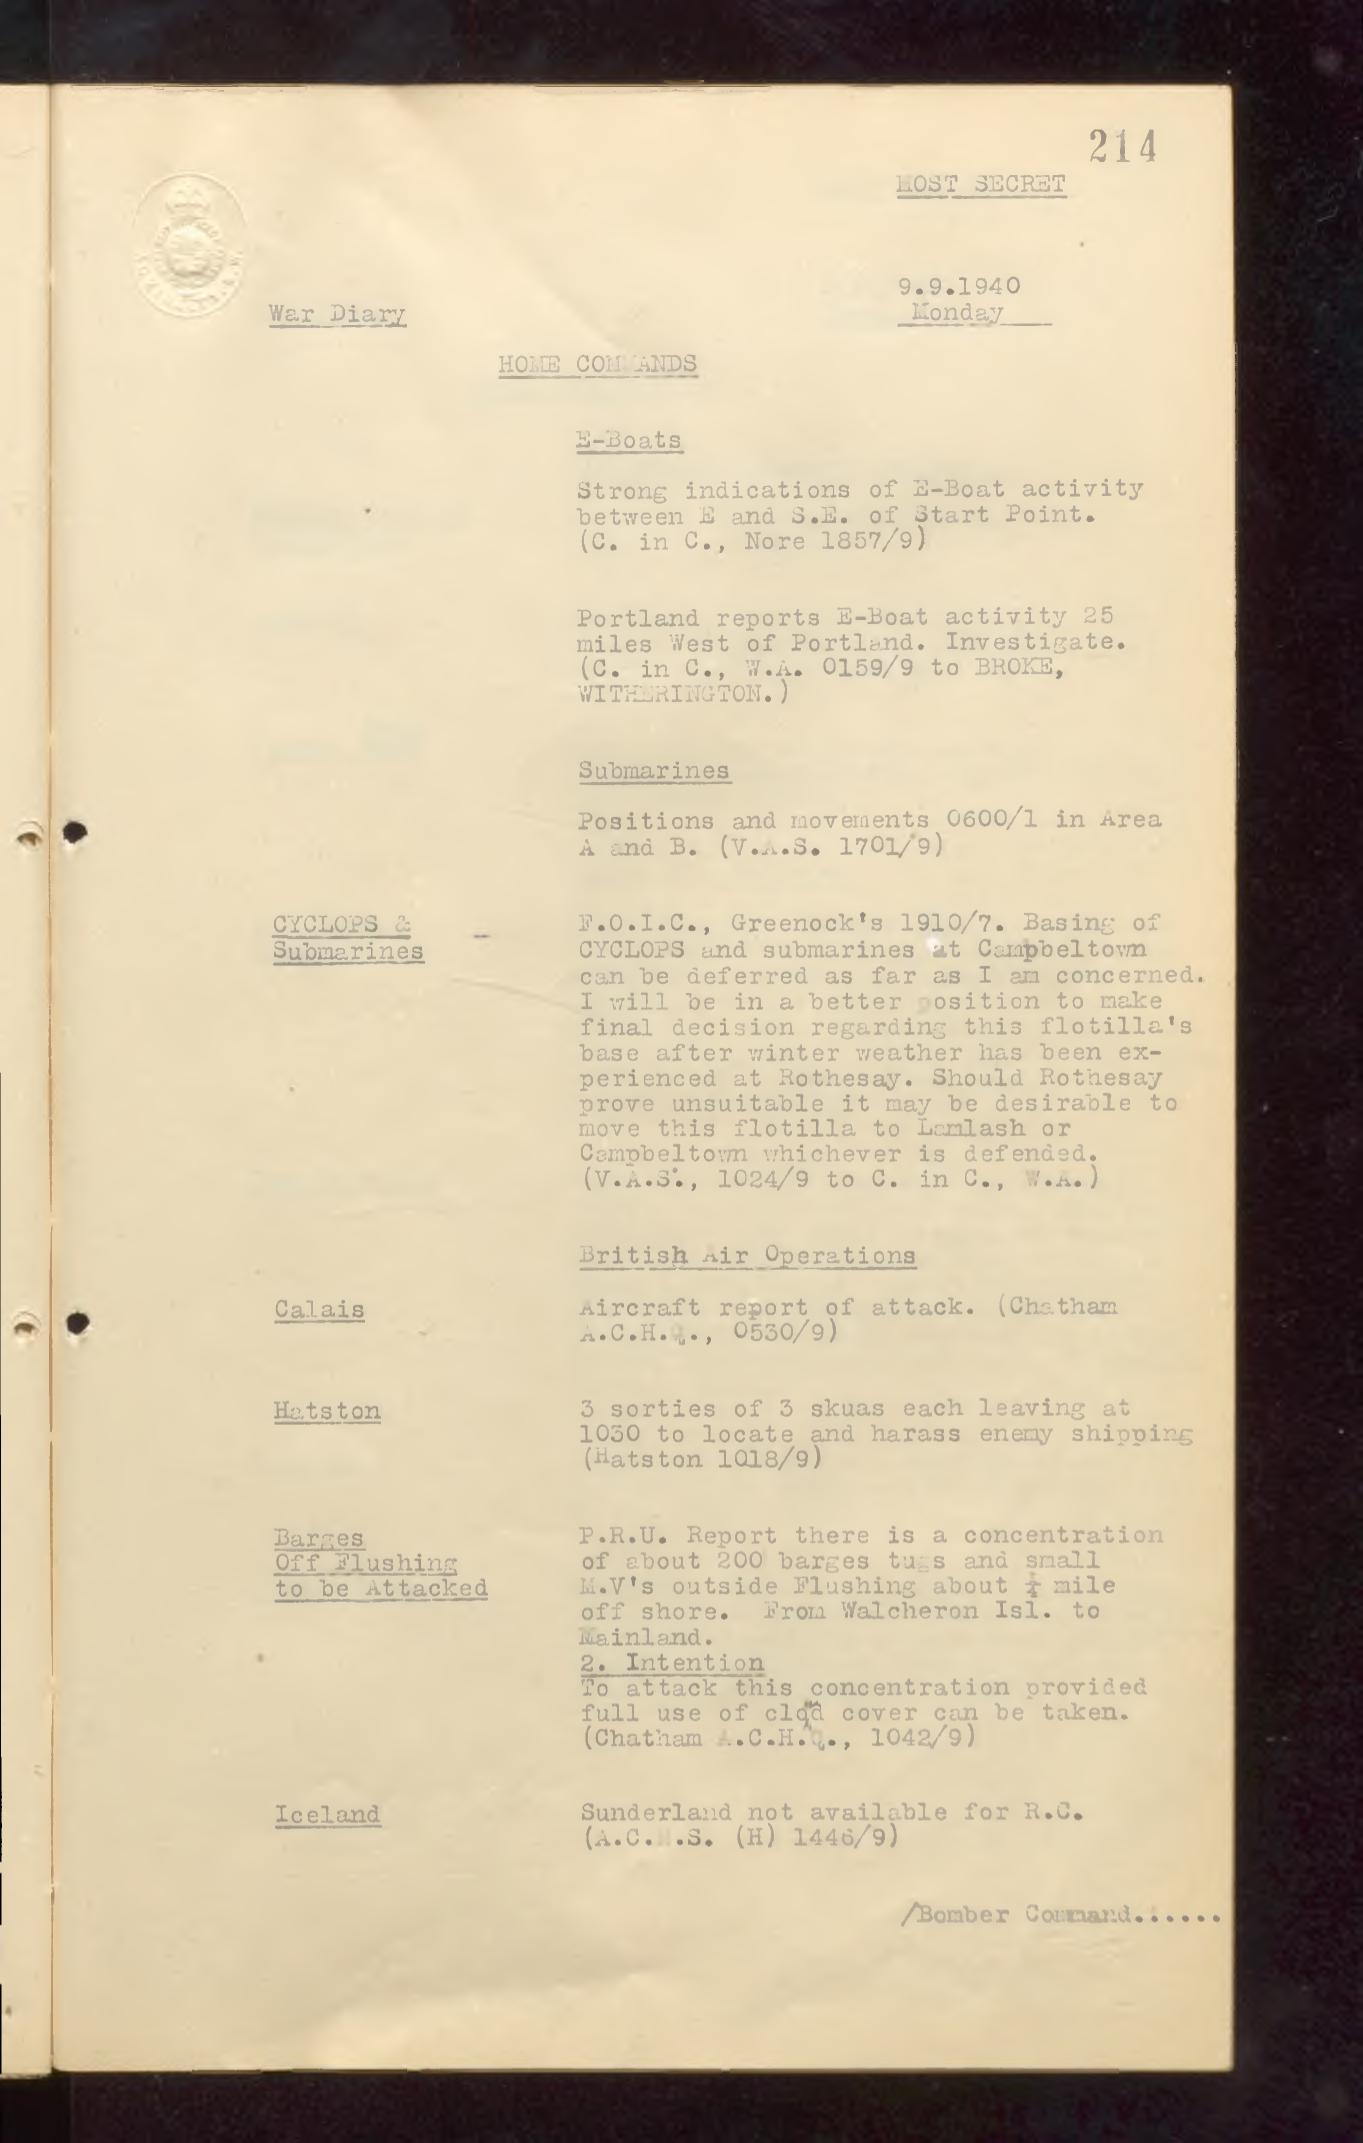 214
MOST SECRET
9.9.1940
War Diary
Monday
HOME COMMANDS
E-Boats
Strong indications of E-Boat activity
between E and S.E. of Start Point.
(C. in C., Nore 1857/9)
Portland reports E-Boat activity 25
miles West of Portland. Investigate.
(C. in C., W.A. 0159/9 to BROKE,
WITHERINGTON.)
Submarines
Positions and movements 0600/1 in Area
A and B. (V.A.S. 1701/9)
CYCLOPS &
Submarines
F.O.I.C., Greenock's 1910/7. Basing of
CYCLOPS and submarines at Campbeltown
can be deferred as far as I am concerned.
I will be in a better position to make
final decision regarding this flotilla's
base after winter weather has been ex-
perienced at Rothesay. Should Rothesay
prove unsuitable it may be desirable to
move this flotilla to Lamlash or
Campbeltown whichever is defended.
(V.A.S., 1024/9 to C. in C., W.A.)
British Air Operations
Calais
Aircraft report of attack. (Chatham
A.C.H.Q., 0530/9)
Hatston
3 sorties of 3 skuas each leaving at
1030 to locate and harass enemy shipping
(Hatston 1018/9)
Barges
Off Flushing
to be Attacked
P.R.U. Report there is a concentration
of about 200 barges tugs and small
M.V's outside Flushing about ¼ mile
off shore. From Walcheron Isl. to
Mainland.
2. Intention
To attack this concentration provided
full use of cloud cover can be taken.
(Chatham A.C.H.Q., 1042/9)
Iceland
Sunderland not available for R.C.
(A.C. .S. (H) 1446/9)
/Bomber Command......